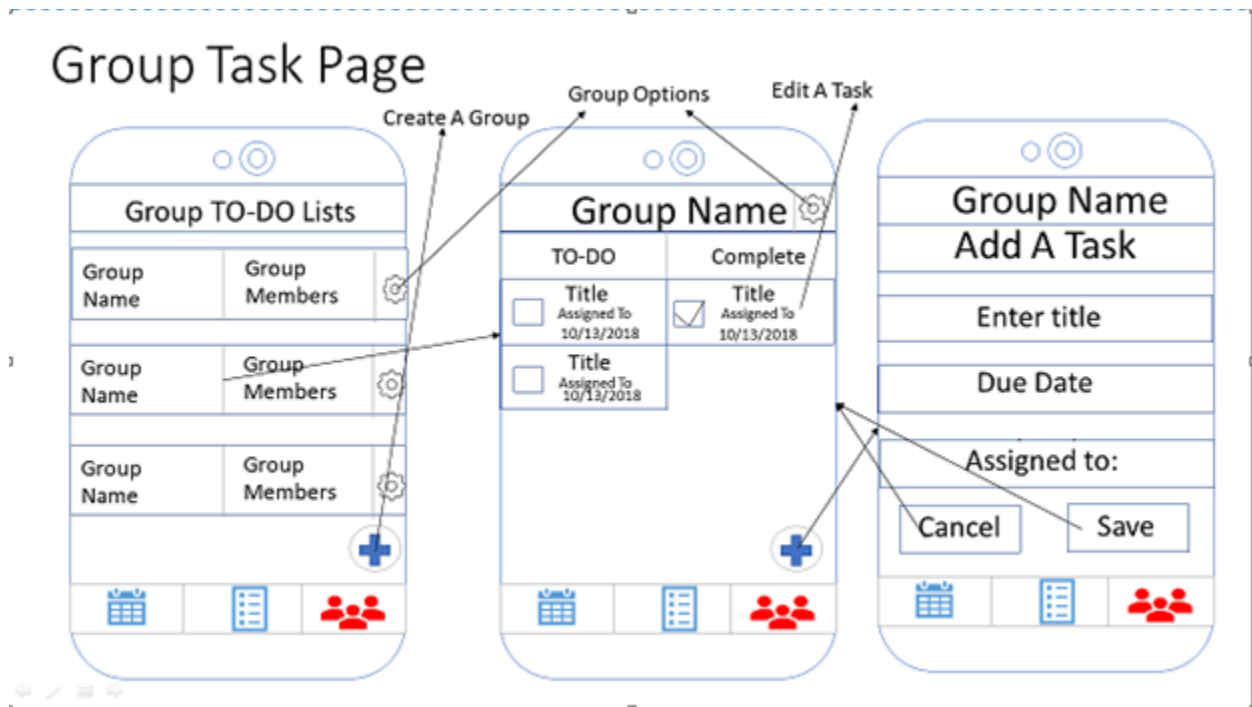 Group Task Page
Create A Group
Group Options
Edit A Task
Group TO-DO Lists
Group
Name
Group
Members
Group
Name
Group
Members
Group
Name
Group
Members
Group Name
TO-DO
Complete
Title
Assigned To
10/13/2018
Title
Assigned To
10/13/2018
Title
Assigned To
10/13/2018
Group Name
Add A Task
Enter title
Due Date
Assigned to:
Cancel
Save